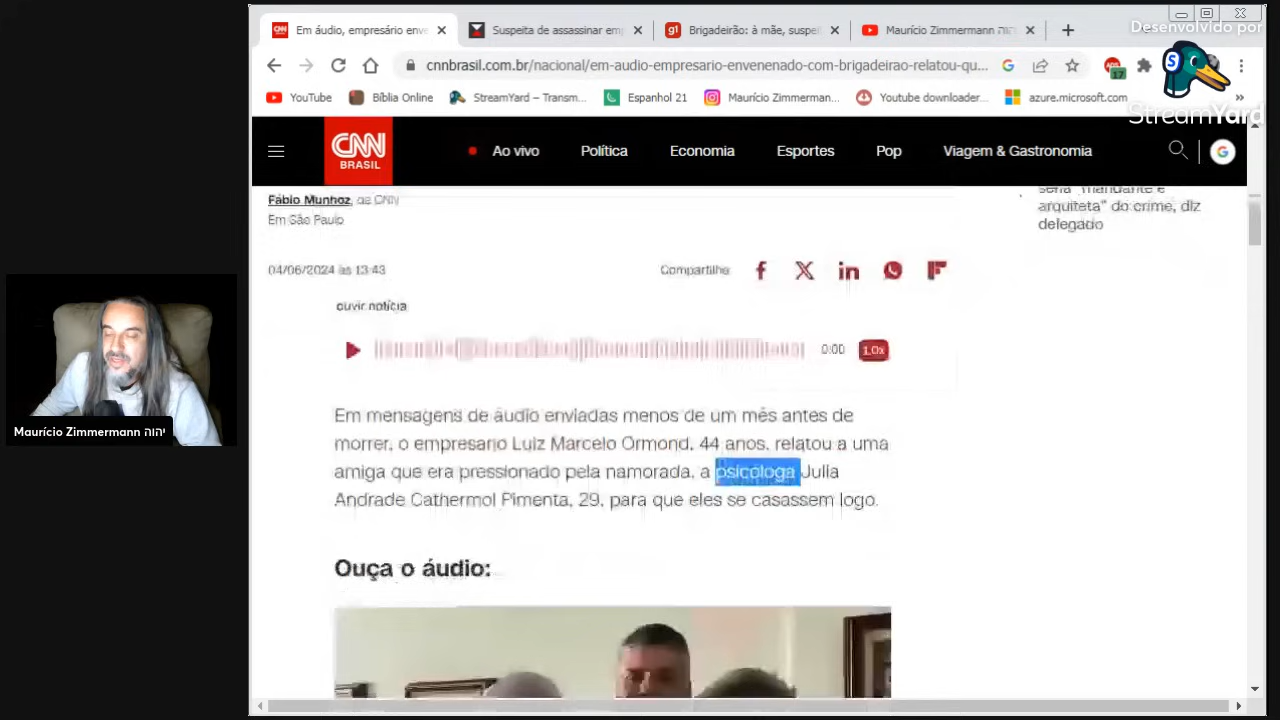 Em áudio, empresário enve
Suspeita de assassinar emp
Brigadeirão: à mãe, suspei
Maurício Zimmermann יהוה
Desenvolvido por
cnnbrasil.com.br/nacional/em-audio-empresario-envenenado-com-brigadeirao-relatou-qu...
17
YouTube
Bíblia Online
StreamYard – Transm...
Espanhol 21
Maurício Zimmerman...
Youtube downloader...
azure.microsoft.com
»
StreamYard
CNN
BRASIL
Ao vivo
Política
Economia
Esportes
Pop
Viagem & Gastronomia
Fábio Munhoz, da CNN
Em São Paulo
seria "mandante e
arquiteta" do crime, diz
delegado
04/06/2024 às 13:43
Compartilhe
ouvir notícia
0:00
1.0x
Em mensagens de áudio enviadas menos de um mês antes de
morrer, o empresário Luiz Marcelo Ormond, 44 anos, relatou a uma
amiga que era pressionado pela namorada, a psicóloga Julia
Andrade Cathermol Pimenta, 29, para que eles se casassem logo.
Ouça o áudio:
Maurício Zimmermann יהוה